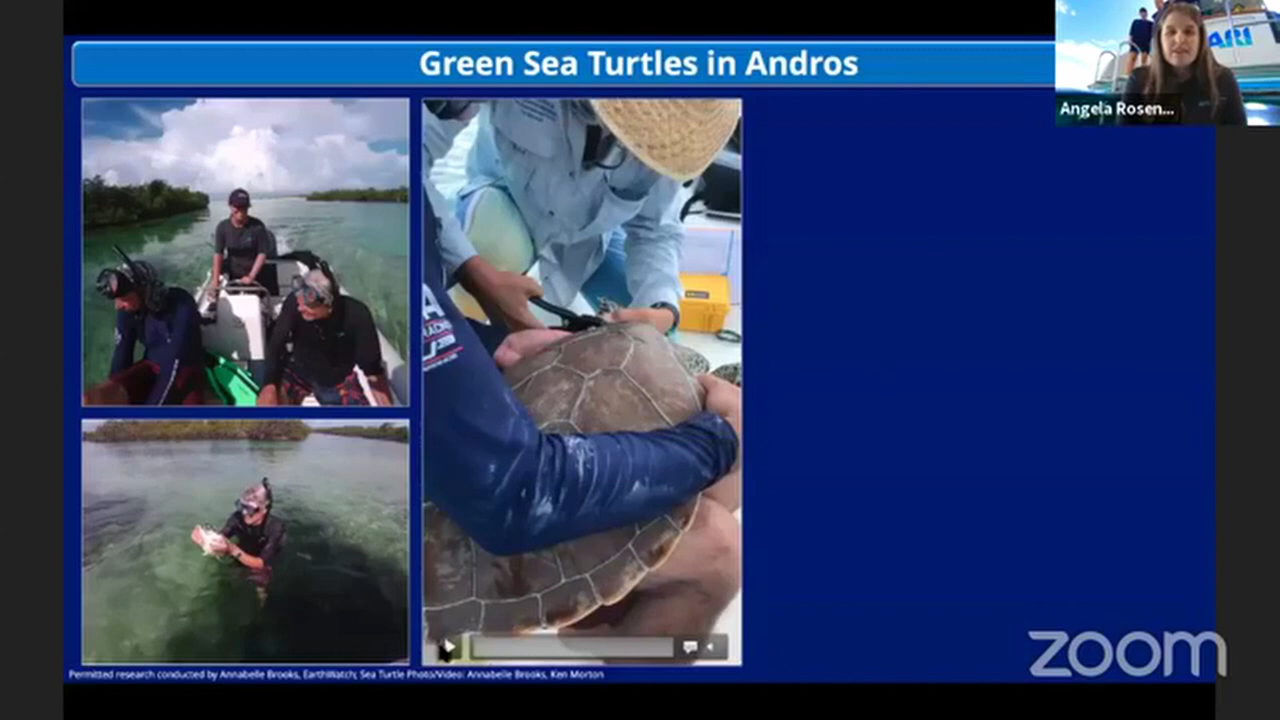 Green Sea Turtles in Andros
ARI
Angela Rosen...
zoom
Permitted research conducted by Annabelle Brooks, EarthWatch; Sea Turtle Photo/Video: Annabelle Brooks, Ken Morton